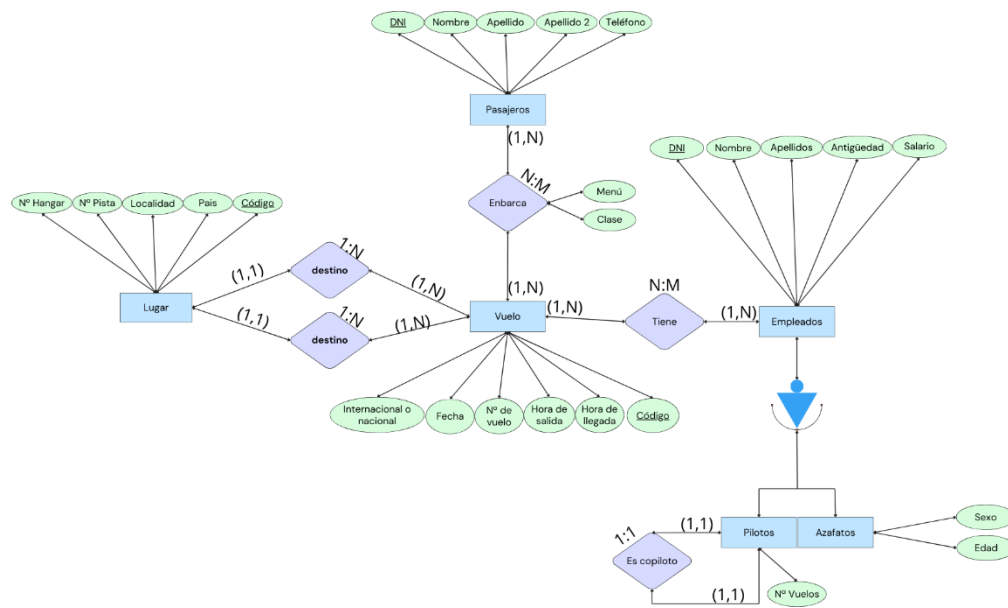 DNI
Nombre
Apellido
Apellido 2
Teléfono
Pasajeros
(1,N)
N:M
Enbarca
Menú
Clase
(1,N)
DNI
Nombre
Apellidos
Antigüedad
Salario
Nº Hangar
Nº Pista
Localidad
Pais
Código
Lugar
(1,1)
1:N
destino
(1,N)
(1,1)
1:N
destino
(1,N)
Vuelo
(1,N)
N:M
Tiene
(1,N)
Empleados
Internacional o
nacional
Fecha
Nº de
vuelo
Hora de
salida
Hora de
llegada
Código
Pilotos
Azafatos
Sexo
Edad
1:1
(1,1)
Es copiloto
(1,1)
Nº Vuelos